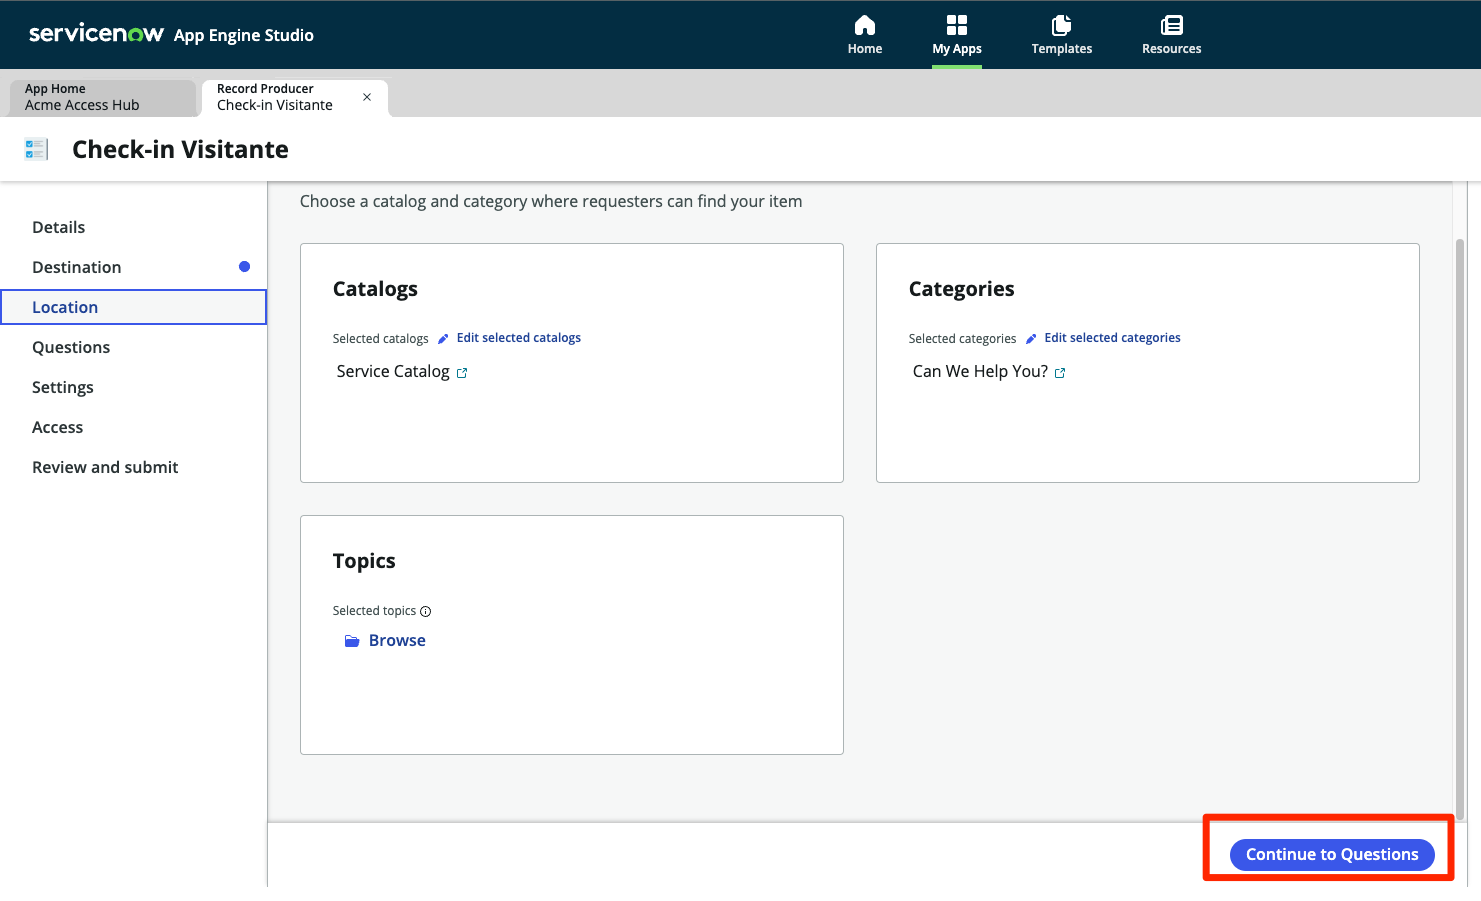 servicenow App Engine Studio
Home
My Apps
Templates
Resources
App Home
Acme Access Hub
Record Producer
Check-in Visitante
Check-in Visitante
Details
Destination
Location
Questions
Settings
Access
Review and submit
Choose a catalog and category where requesters can find your item
Catalogs
Selected catalogs Edit selected catalogs
Service Catalog
Categories
Selected categories Edit selected categories
Can We Help You?
Topics
Selected topics
Browse
Continue to Questions